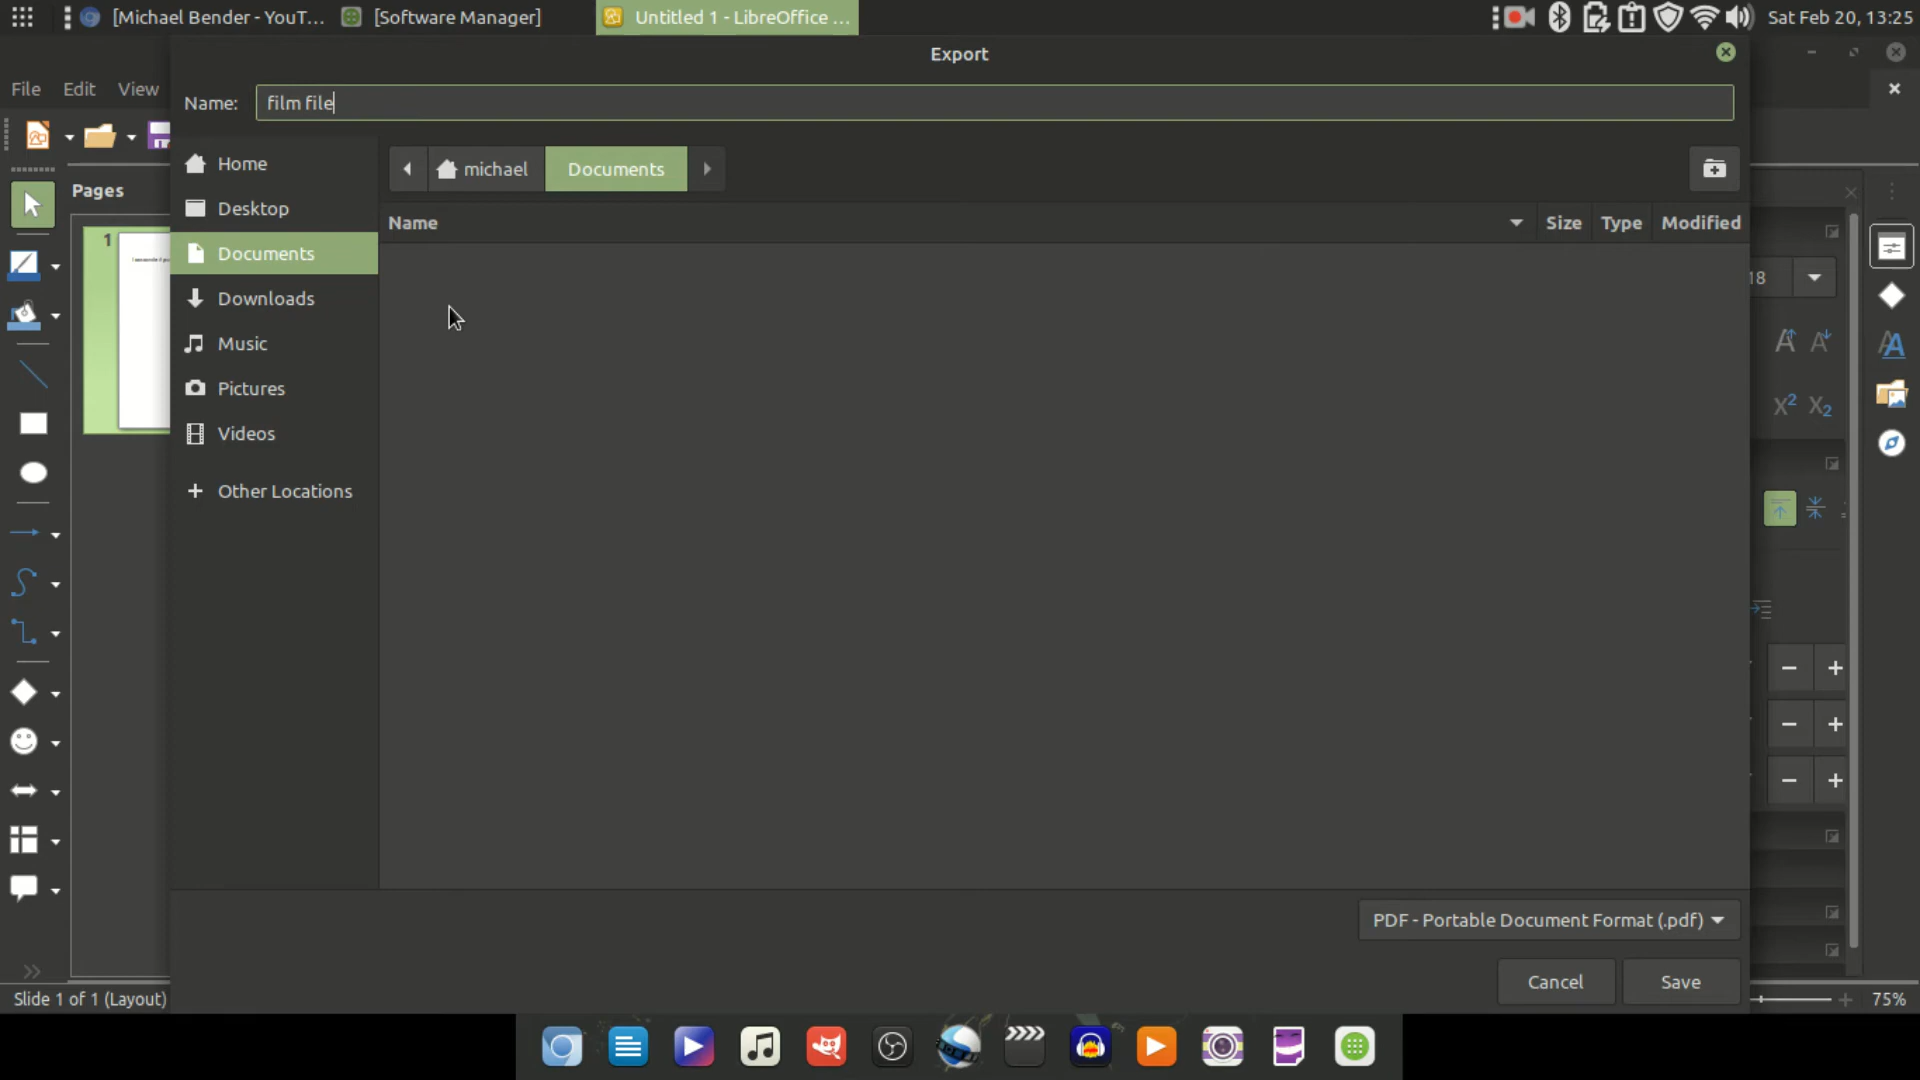 [Michael Bender - YouT...
[Software Manager]
Untitled 1 - LibreOffice ...
Sat Feb 20, 13:25
Export
File
Edit
View
Name:
film file
Home
michael
Documents
Pages
Desktop
Name
Size
Type
Modified
1
Documents
18
Downloads
Music
Pictures
Videos
Other Locations
PDF - Portable Document Format (.pdf)
Cancel
Save
Slide 1 of 1 (Layout)
75%